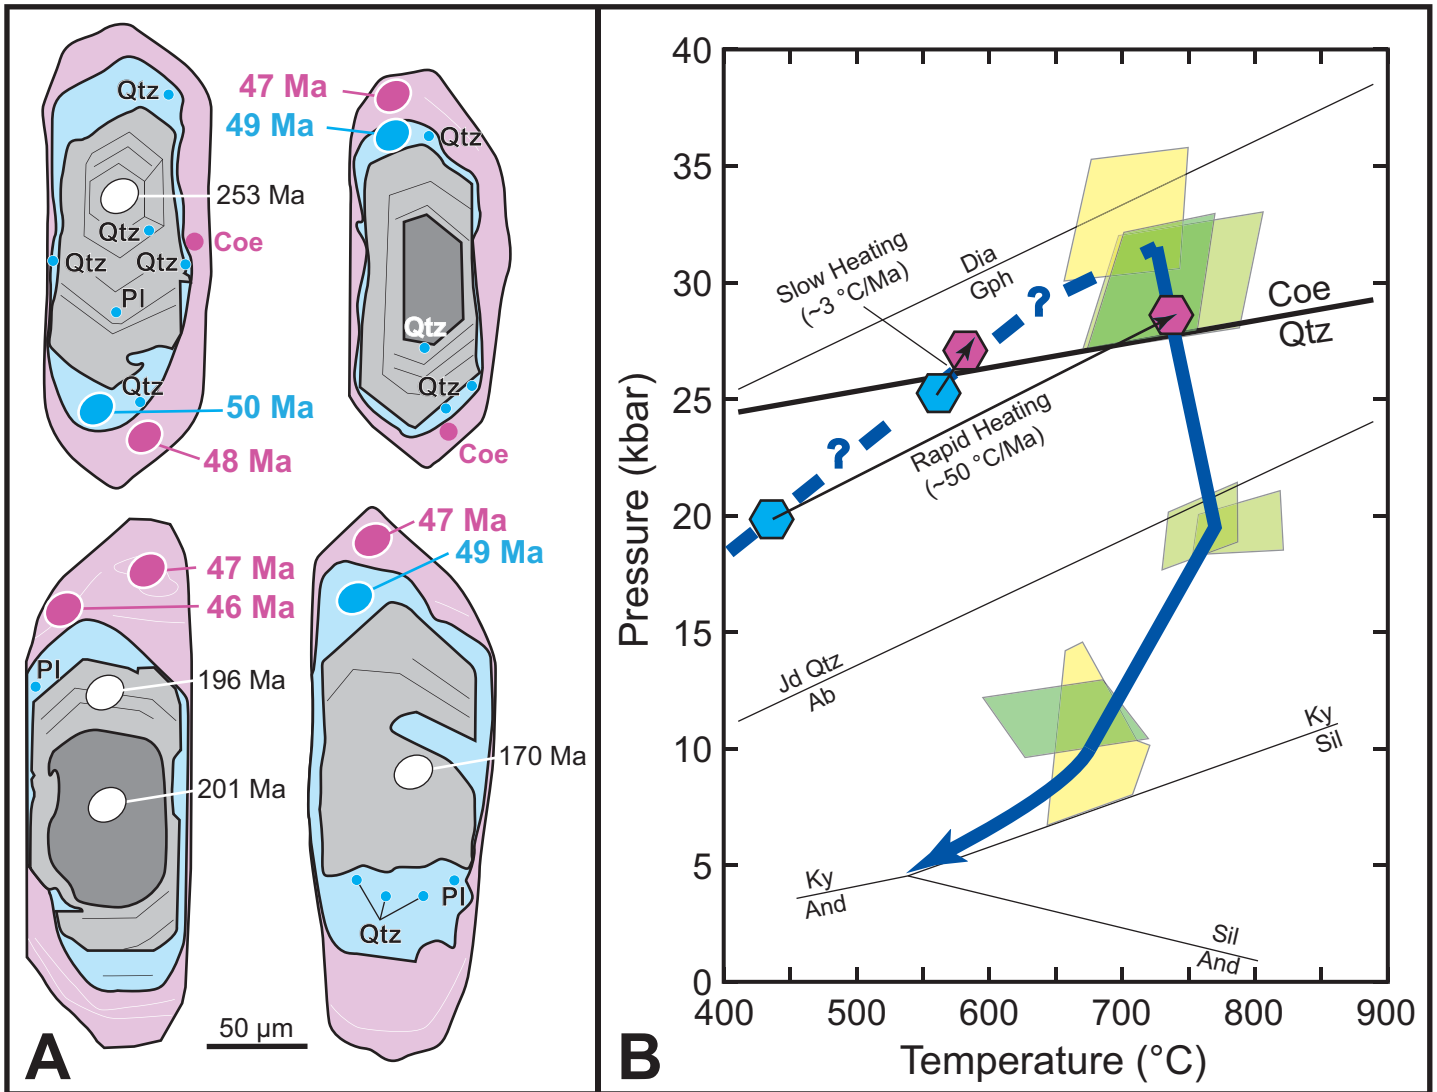 Qtz
253 Ma
Qtz
Coe
Qtz
Qtz
Pl
Qtz
50 Ma
48 Ma
47 Ma
49 Ma
Qtz
Qtz
Qtz
Coe
47 Ma
46 Ma
Pl
196 Ma
201 Ma
47 Ma
49 Ma
170 Ma
Pl
Qtz
50 µm
A
40
35
30
25
20
15
10
5
0
Pressure (kbar)
400
500
600
700
800
900
Temperature (°C)
Slow Heating
(~3 °C/Ma)
Dia
Gph
?
Coe
Qtz
?
Rapid Heating
(~50 °C/Ma)
Jd Qtz
Ab
Ky
Sil
Ky
And
Sil
And
B